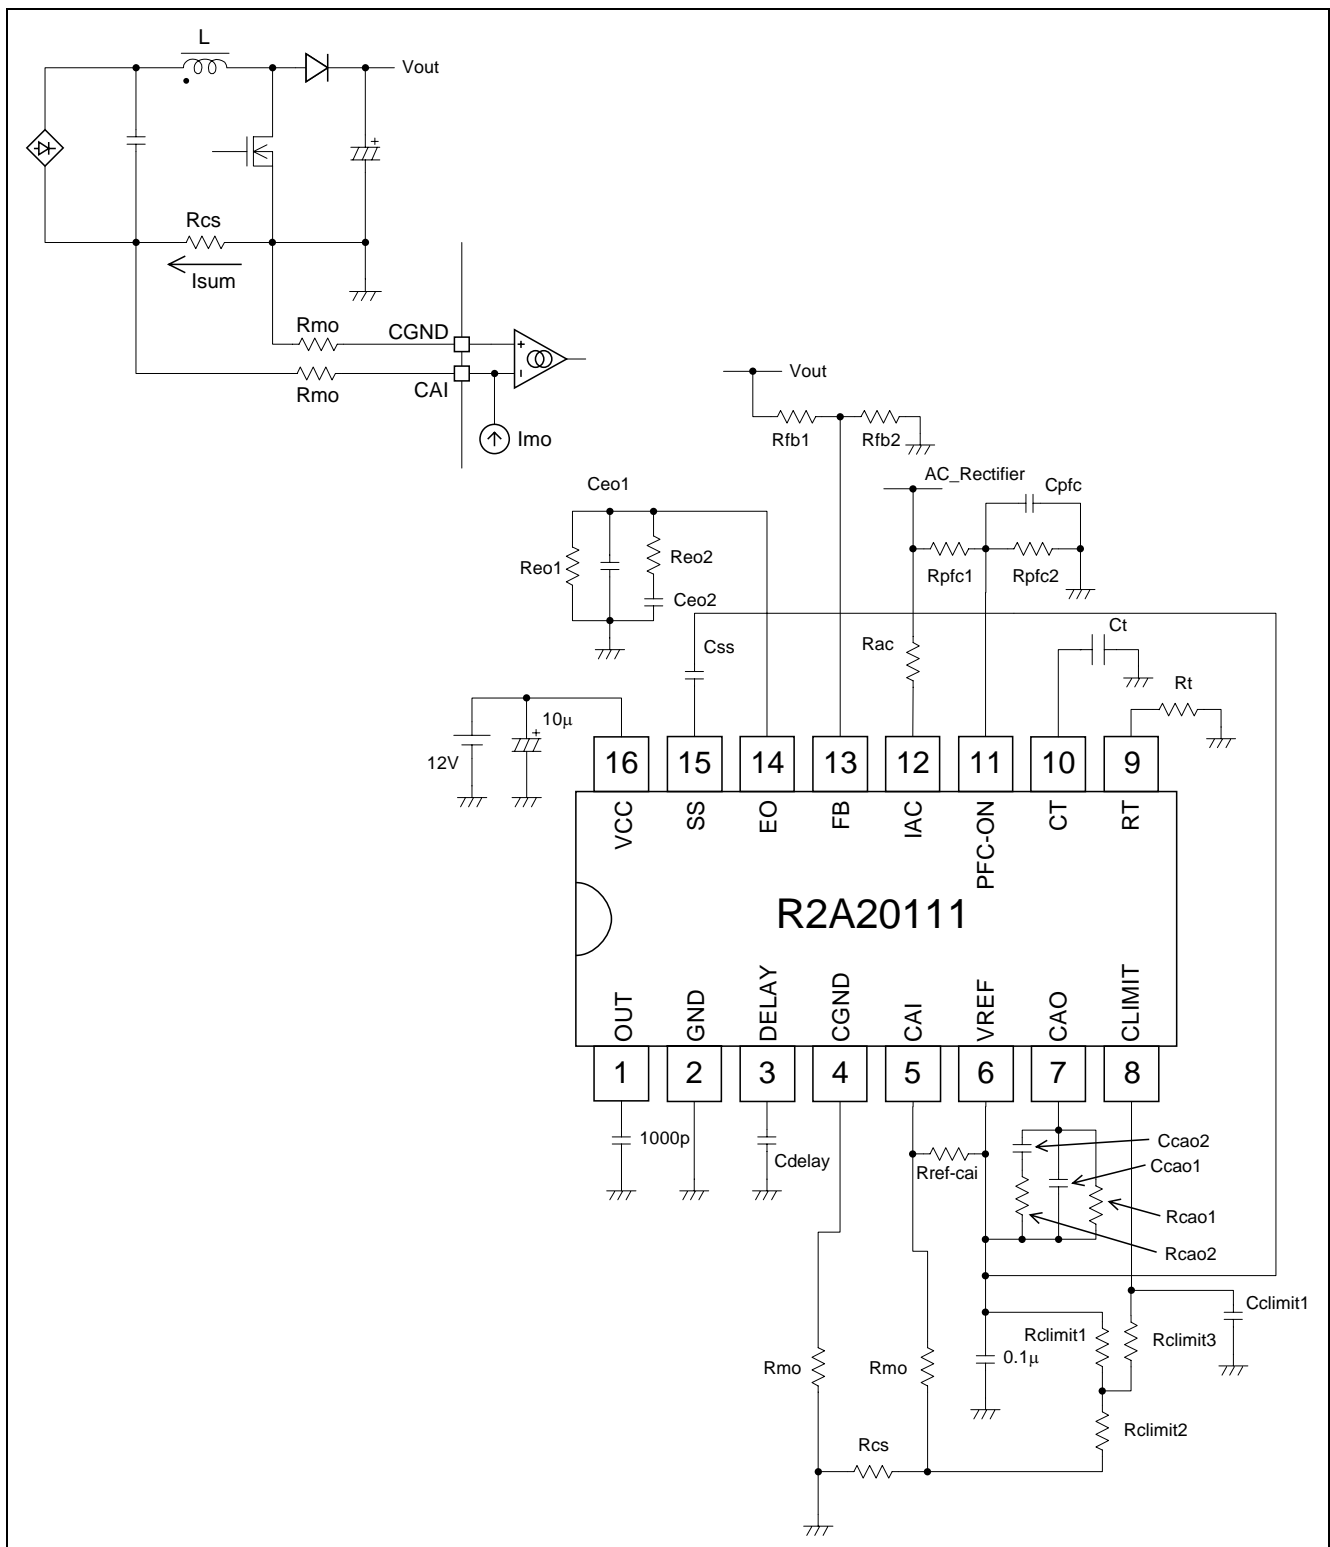 L
Vout
Rcs
Isum
Rmo
CGND
+
Rmo
CAI
-
Imo
Vout
Rfb1
Rfb2
AC_Rectifier
Cpfc
Rpfc1
Rpfc2
Ceo1
Reo1
Reo2
Ceo2
Css
Rac
Ct
Rt
+
10μ
12V
16
15
14
13
12
11
10
9
VCC
SS
EO
FB
IAC
PFC-ON
CT
RT
R2A20111
OUT
GND
DELAY
CGND
CAI
VREF
CAO
CLIMIT
1
2
3
4
5
6
7
8
1000p
Cdelay
Rref-cai
Ccao2
Ccao1
Rcao1
Rcao2
Cclimit1
Rclimit1
Rclimit3
0.1μ
Rmo
Rmo
Rclimit2
Rcs